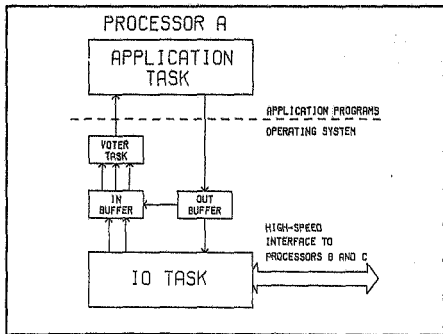 PROCESSOR A
APPLICATION
TASK
APPLICATION PROGRAMS
OPERATING SYSTEM
VOTER
TASK
IN
BUFFER
OUT
BUFFER
HIGH-SPEED
INTERFACE TO
PROCESSORS B AND C
IO TASK